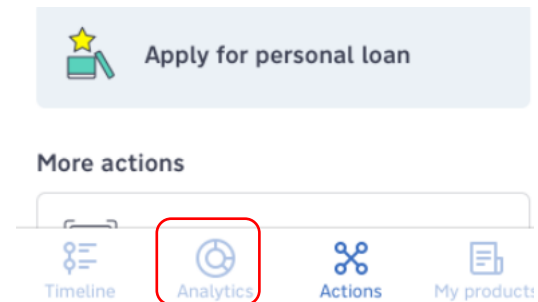 Apply for personal loan
More actions
Timeline Analytics Actions My products